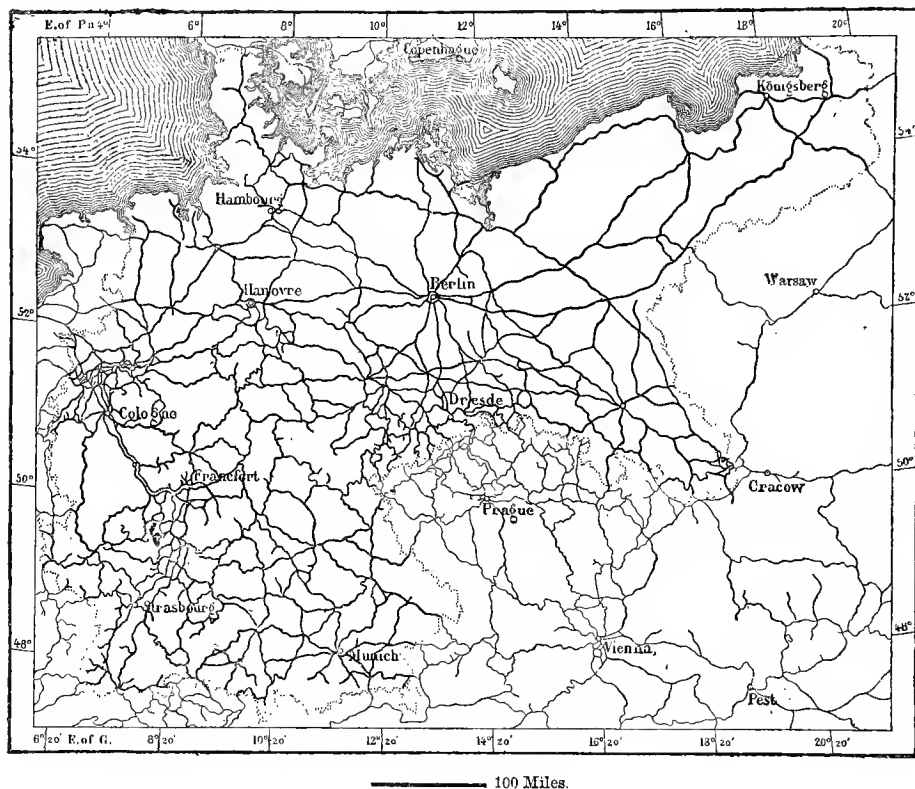 E. of Pa 4° 6° 8° 10° 12° 14° 16° 18° 20°
Copenhague
Königsberg
54° 54°
Hambourg
Hanovre Berlin Warsaw
52° 52°
Cologne Dresde
50° Francfort Prague Cracow 50°
Strasbourg
48° Munich Vienna, 48°
Pest
6° 20' E. of G. 8° 20' 10° 20' 12° 20' 14° 20' 16° 20' 18° 20' 20° 20'
100 Miles.